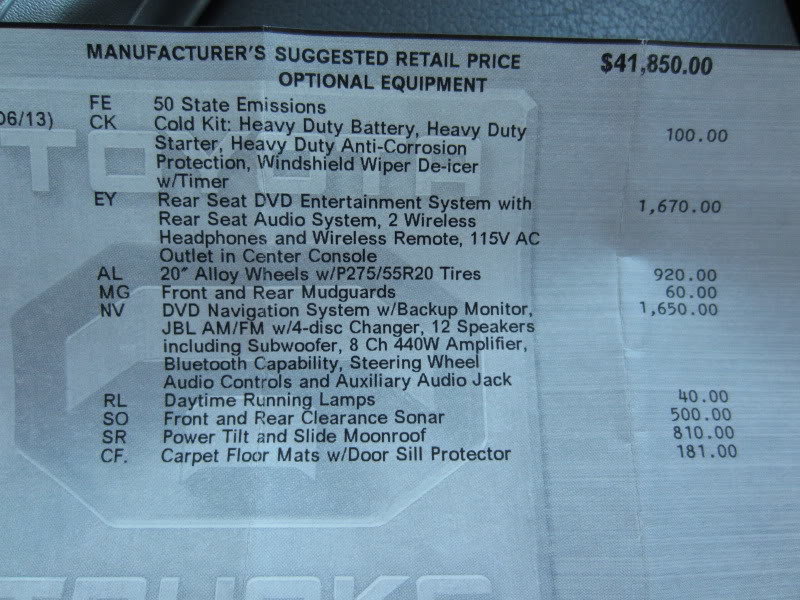 MANUFACTURER'S SUGGESTED RETAIL PRICE $41,850.00
OPTIONAL EQUIPMENT
FE 50 State Emissions
06/13) CK Cold Kit: Heavy Duty Battery, Heavy Duty 100.00
Starter, Heavy Duty Anti-Corrosion
Protection, Windshield Wiper De-icer
w/Timer
EY Rear Seat DVD Entertainment System with 1,670.00
Rear Seat Audio System, 2 Wireless
Headphones and Wireless Remote, 115V AC
Outlet in Center Console
AL 20″ Alloy Wheels w/P275/55R20 Tires 920.00
MG Front and Rear Mudguards 60.00
NV DVD Navigation System w/Backup Monitor, 1,650.00
JBL AM/FM w/4-disc Changer, 12 Speakers
including Subwoofer, 8 Ch 440W Amplifier,
Bluetooth Capability, Steering Wheel
Audio Controls and Auxiliary Audio Jack
RL Daytime Running Lamps 40.00
SO Front and Rear Clearance Sonar 500.00
SR Power Tilt and Slide Moonroof 810.00
CF. Carpet Floor Mats w/Door Sill Protector 181.00
TOYOTA
TRUCKS